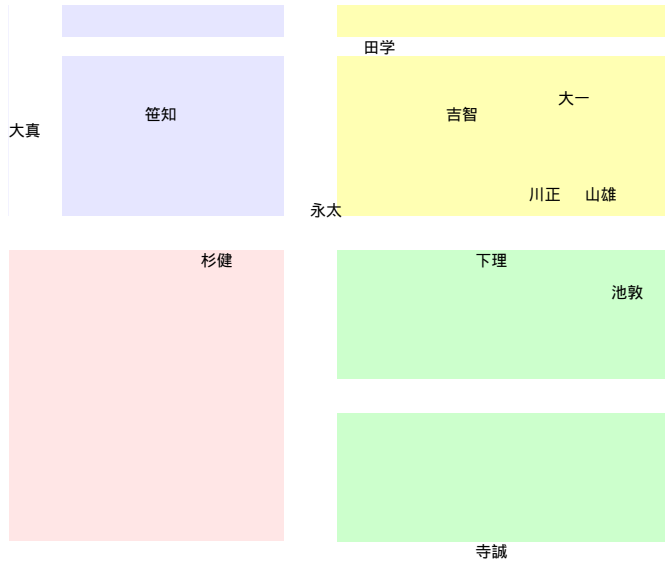 田学
大一
笹知
吉智
大真
川正
山雄
永太
杉健
下理
池敦
寺誠